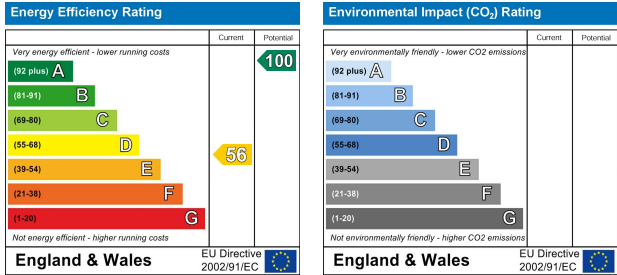 Energy Efficiency Rating
Current Potential
Very energy efficient - lower running costs
(92 plus) A
100
(81-91) B
(69-80) C
(55-68) D
56
(39-54) E
(21-38) F
(1-20) G
Not energy efficient - higher running costs
England & Wales
EU Directive
2002/91/EC
Environmental Impact (CO₂) Rating
Current Potential
Very environmentally friendly - lower CO2 emissions
(92 plus) A
(81-91) B
(69-80) C
(55-68) D
(39-54) E
(21-38) F
(1-20) G
Not environmentally friendly - higher CO2 emissions
England & Wales
EU Directive
2002/91/EC